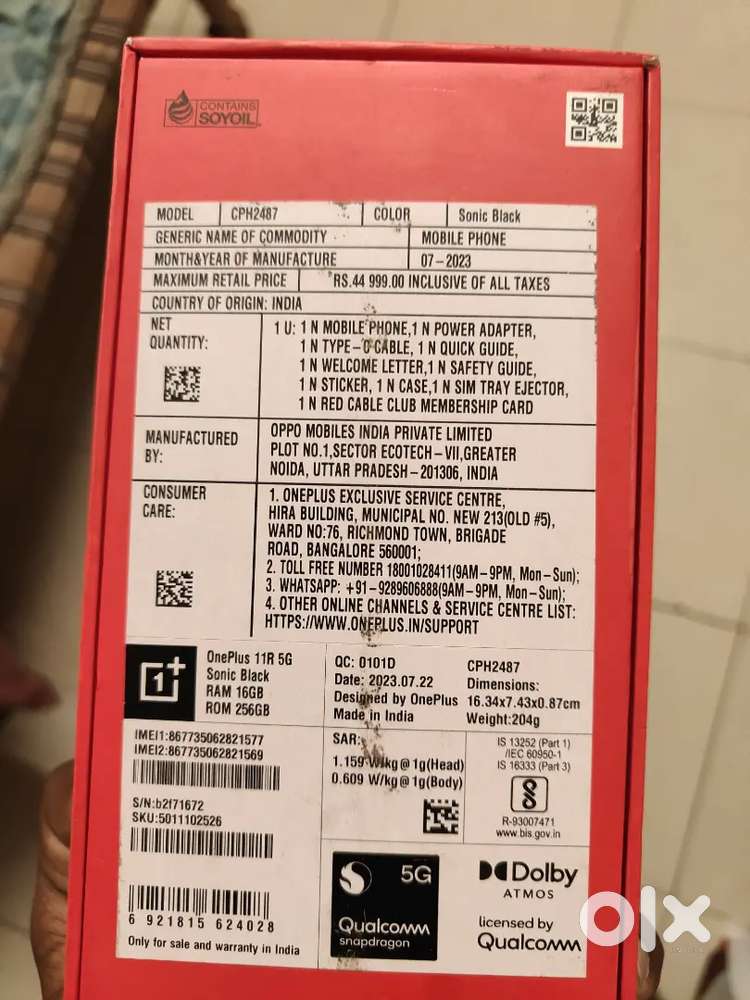 CONTAINS
SOYOIL
MODEL CPH2487 COLOR Sonic Black
GENERIC NAME OF COMMODITY MOBILE PHONE
MONTH&YEAR OF MANUFACTURE 07-2023
MAXIMUM RETAIL PRICE RS.44 999.00 INCLUSIVE OF ALL TAXES
COUNTRY OF ORIGIN: INDIA
NET QUANTITY:
1 U: 1 N MOBILE PHONE,1 N POWER ADAPTER,
1 N TYPE-C CABLE, 1 N QUICK GUIDE,
1 N WELCOME LETTER,1 N SAFETY GUIDE,
1 N STICKER, 1 N CASE,1 N SIM TRAY EJECTOR,
1 N RED CABLE CLUB MEMBERSHIP CARD
MANUFACTURED BY:
OPPO MOBILES INDIA PRIVATE LIMITED
PLOT NO.1,SECTOR ECOTECH-VII,GREATER
NOIDA, UTTAR PRADESH-201306, INDIA
CONSUMER CARE:
1. ONEPLUS EXCLUSIVE SERVICE CENTRE,
HIRA BUILDING, MUNICIPAL NO. NEW 213(OLD #5),
WARD NO:76, RICHMOND TOWN, BRIGADE
ROAD, BANGALORE 560001;
2. TOLL FREE NUMBER 18001028411(9AM-9PM, Mon-Sun);
3. WHATSAPP: +91-9289606888(9AM-9PM, Mon-Sun);
4. OTHER ONLINE CHANNELS & SERVICE CENTRE LIST:
HTTPS://WWW.ONEPLUS.IN/SUPPORT
OnePlus 11R 5G
Sonic Black
RAM 16GB
ROM 256GB
QC: 0101D
Date: 2023.07.22
Designed by OnePlus
Made in India
CPH2487
Dimensions:
16.34x7.43x0.87cm
Weight:204g
IMEI1:867735062821577
IMEI2:867735062821569
S/N:b2f71672
SKU:5011102526
SAR:
1.159 W/kg@1g(Head)
0.609 W/kg@1g(Body)
IS 13252 (Part 1)
/IEC 60950-1
IS 16333 (Part 3)
R-93007471
www.bis.gov.in
6 921815 624028
Only for sale and warranty in India
5G
Qualcomm
snapdragon
Dolby
ATMOS
licensed by
Qualcomm
olx